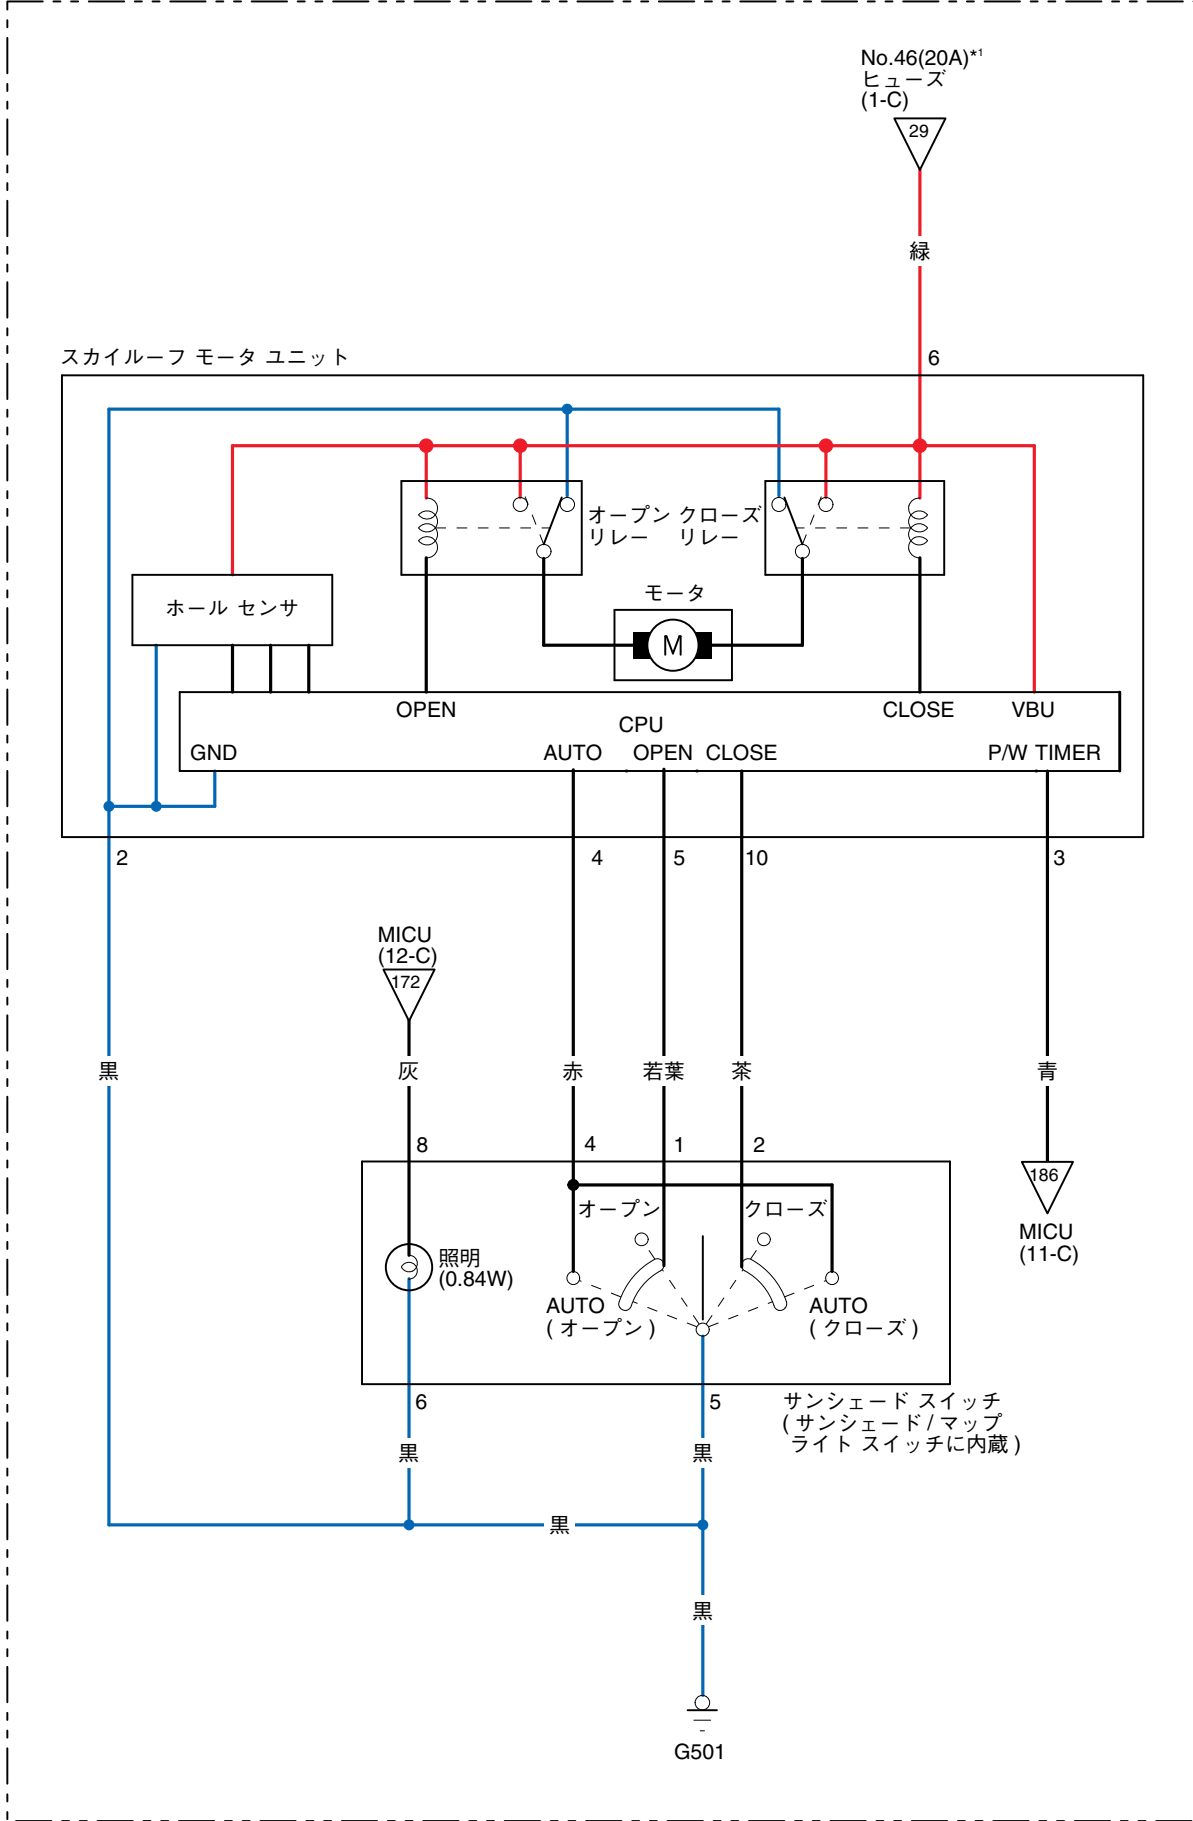 No.46(20A)*1
ヒューズ
(1-C)
29
緑
スカイルーフ モータ ユニット
6
オープン
リレー
クローズ
リレー
ホール センサ
モータ
M
OPEN
CLOSE
VBU
CPU
GND
AUTO
OPEN
CLOSE
P/W TIMER
2
4
5
10
3
MICU
(12-C)
172
黒
灰
赤
若葉
茶
青
8
4
1
2
186
MICU
(11-C)
オープン
クローズ
照明
(0.84W)
AUTO
(オープン)
AUTO
(クローズ)
6
5
サンシェード スイッチ
(サンシェード/マップ
ライト スイッチに内蔵)
黒
黒
黒
黒
G501